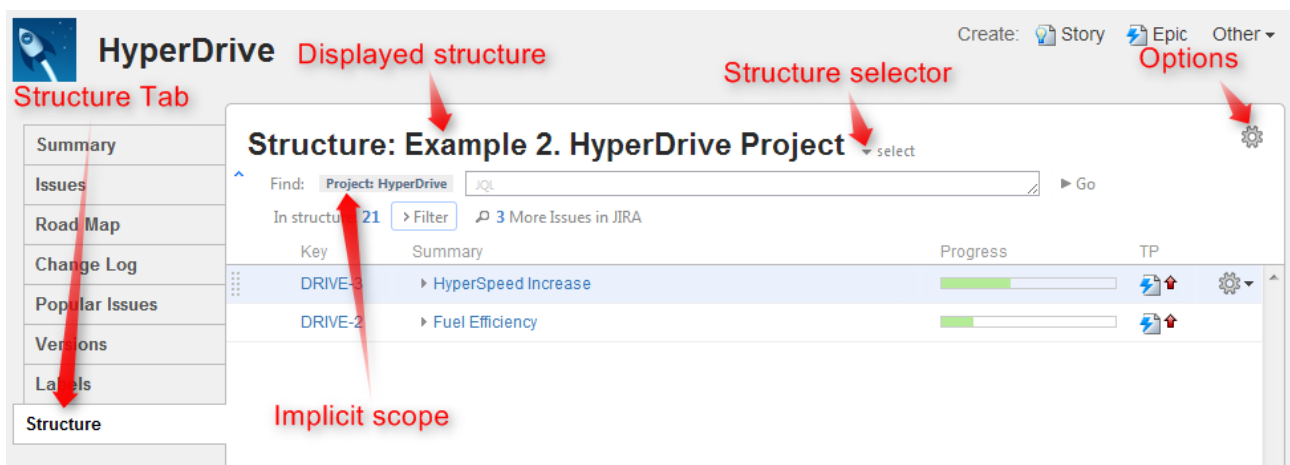 HyperDrive
Create: Story Epic Other
Displayed structure
Structure selector
Options
Structure Tab
Summary
Issues
Road Map
Change Log
Popular Issues
Versions
Labels
Structure
Structure: Example 2. HyperDrive Project select
Find: Project: HyperDrive JQL Go
In structure: 21 Filter 3 More Issues in JIRA
Key Summary Progress TP
DRIVE-3 HyperSpeed Increase
DRIVE-2 Fuel Efficiency
Implicit scope